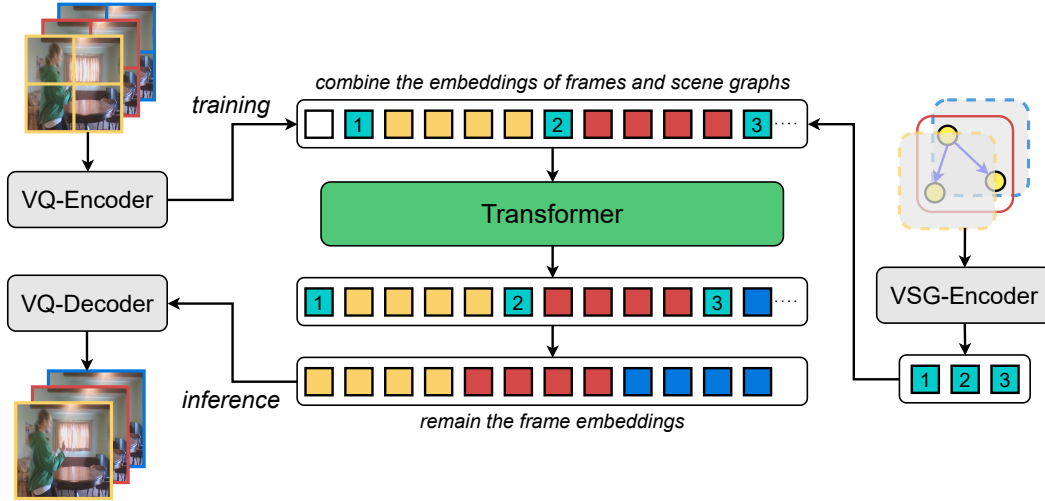 combine the embeddings of frames and scene graphs
training
1 2 3 ....
VQ-Encoder
Transformer
VQ-Decoder
1 2 3 ....
VSG-Encoder
inference
1 2 3
remain the frame embeddings